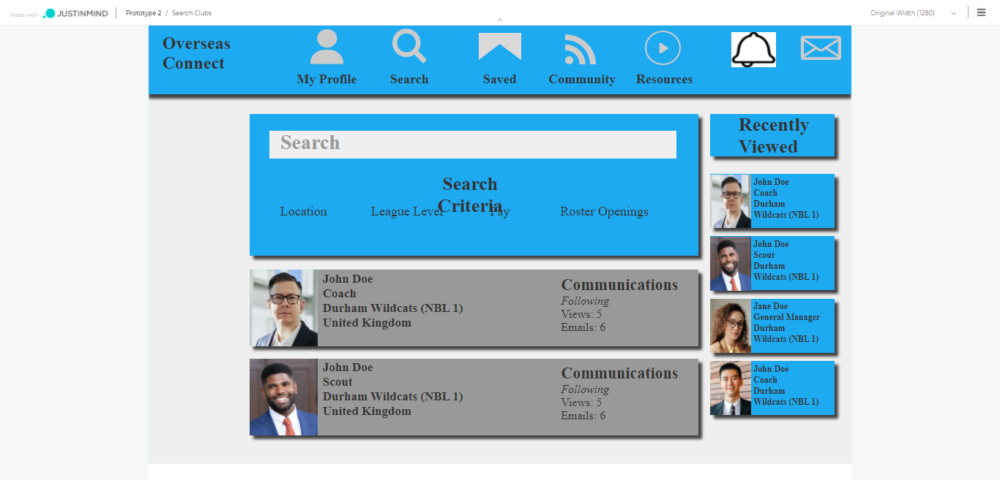 Made with JUSTINMIND
Prototype 2 / Search Clubs
Original Width (1280)
Overseas
Connect
My Profile
Search
Saved
Community
Resources
Search
Search
Criteria
Location
League Level
Pay
Roster Openings
John Doe
Coach
Durham Wildcats (NBL 1)
United Kingdom
Communications
Following
Views: 5
Emails: 6
John Doe
Scout
Durham Wildcats (NBL 1)
United Kingdom
Communications
Following
Views: 5
Emails: 6
Recently
Viewed
John Doe
Coach
Durham
Wildcats (NBL 1)
John Doe
Scout
Durham
Wildcats (NBL 1)
Jane Doe
General Manager
Durham
Wildcats (NBL 1)
John Doe
Coach
Durham
Wildcats (NBL 1)